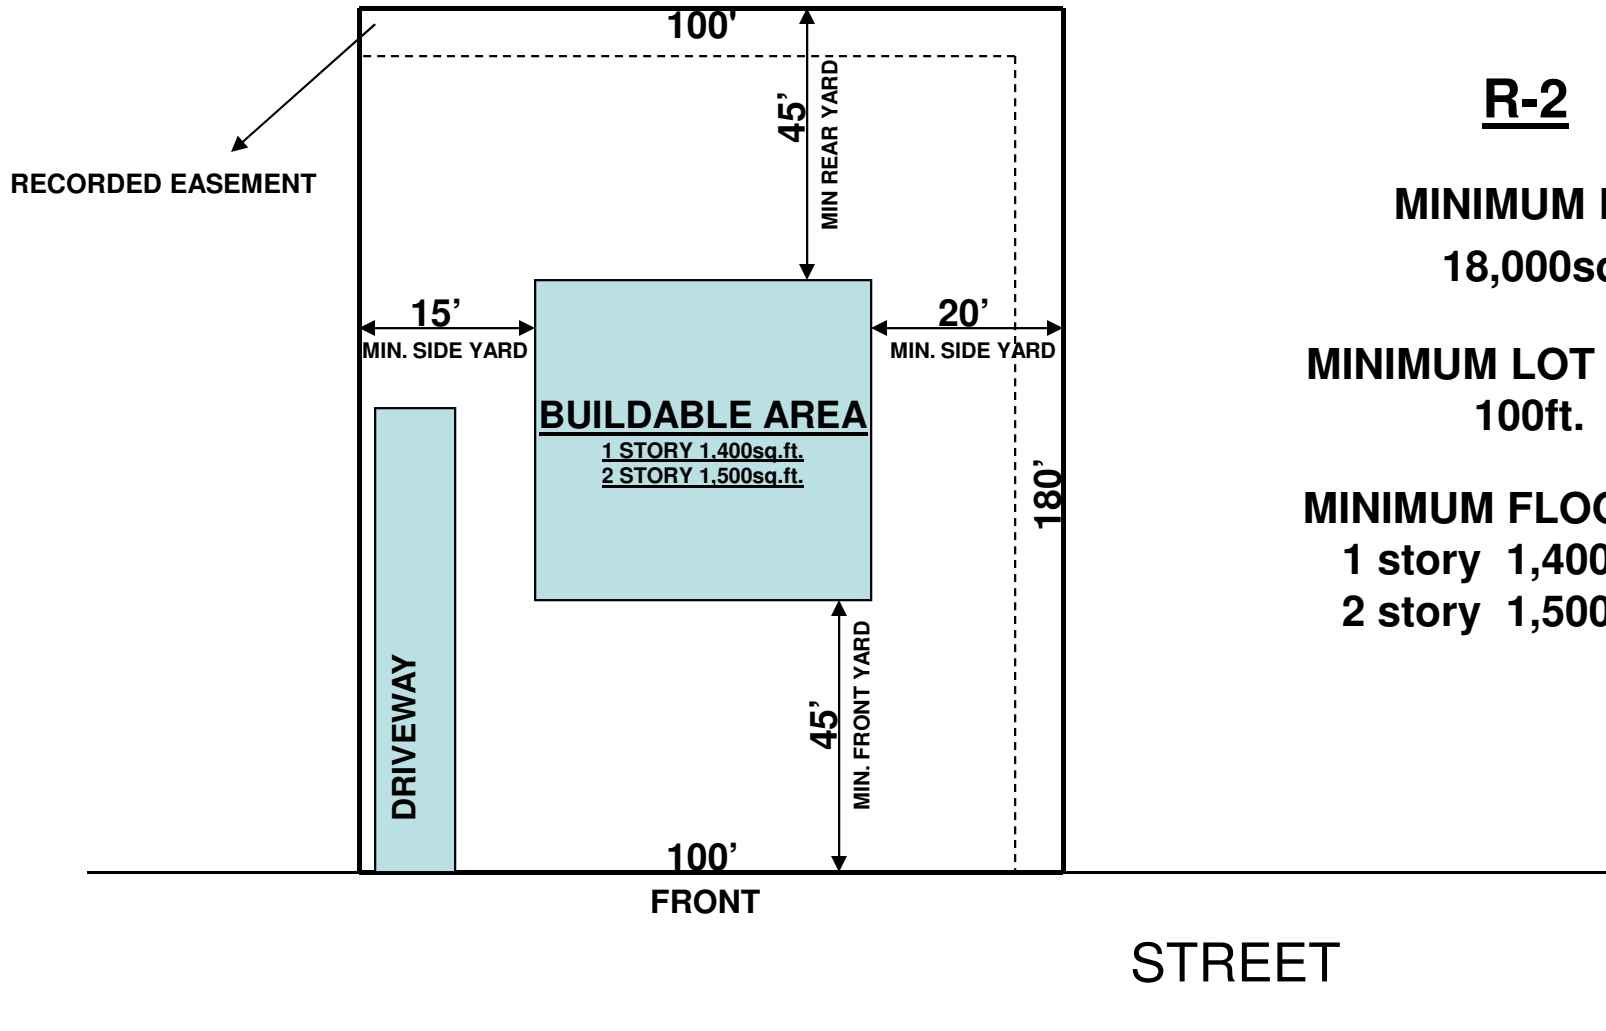 100'
45'
MIN REAR YARD
RECORDED EASEMENT
15'
MIN. SIDE YARD
20’
MIN. SIDE YARD
BUILDABLE AREA
1 STORY 1,400sq.ft.
2 STORY 1,500sq.ft.
180’
DRIVEWAY
45’
MIN. FRONT YARD
100’
FRONT
STREET
R-2
MINIMUM
18,000
MINIMUM LOT
100ft.
MINIMUM
1 story 1,400
2 story 1,500